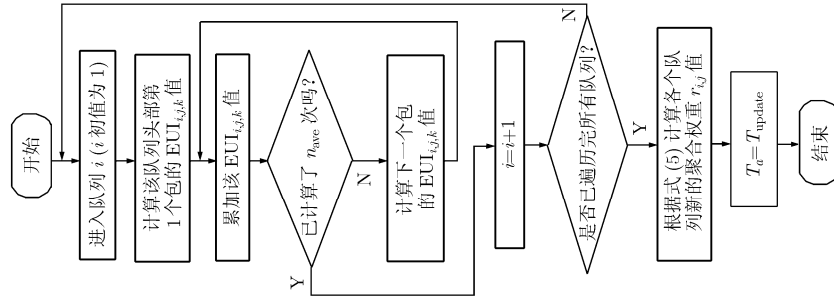 开始
进入队列 i (i 初值为 1)
计算该队列头部第
1 个包的 EUI_{i,j,k} 值
累加该 EUI_{i,j,k} 值
已计算了 n_{ave} 次吗?
N
Y
计算下一个包
的 EUI_{i,j,k} 值
i=i+1
是否已遍历完所有队列?
N
Y
根据式 (5) 计算各个队
列新的聚合权重 r_{i,j} 值
T_a=T_{update}
结束